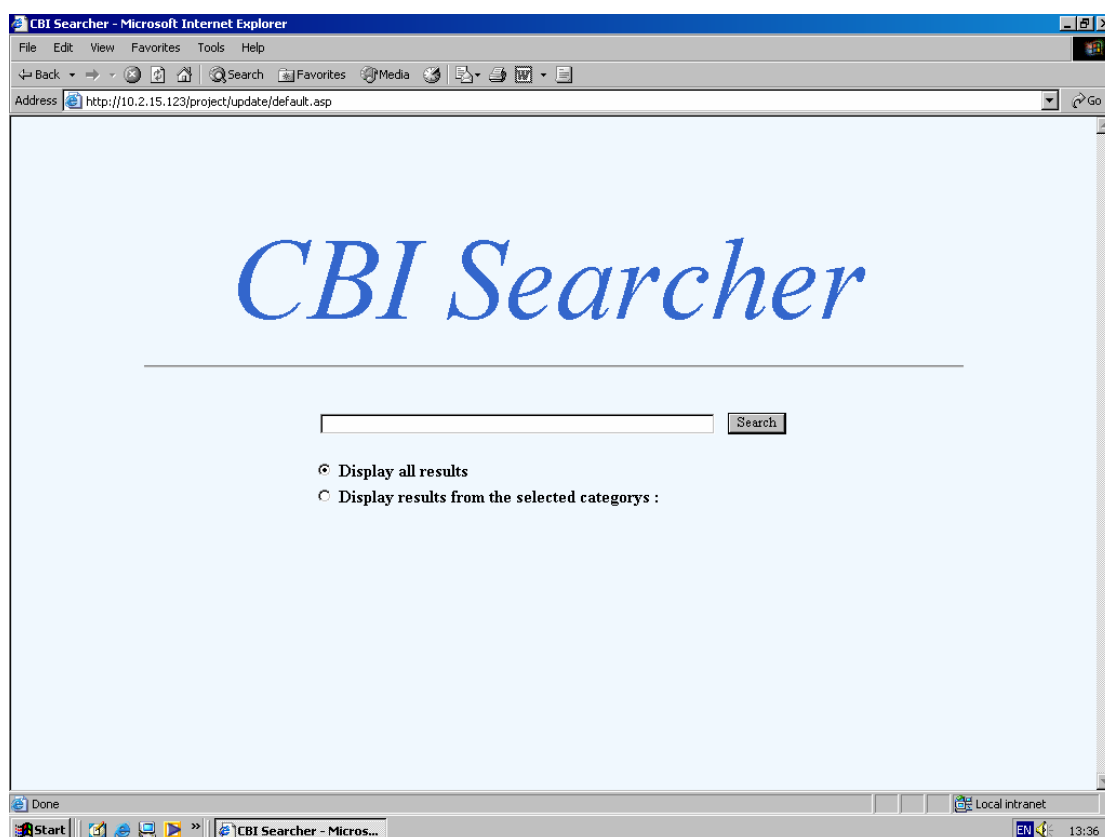 CBI Searcher - Microsoft Internet Explorer
File Edit View Favorites Tools Help
Back Search Favorites Media
Address http://10.2.15.123/project/update/default.asp Go
CBI Searcher
Search
Display all results
Display results from the selected categorys :
Done Local intranet
Start » CBI Searcher - Micros... EN 13:36